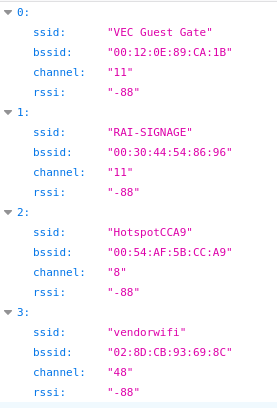 0:
ssid: "VEC Guest Gate"
bssid: "00:12:0E:89:CA:1B"
channel: "11"
rssi: "-88"
1:
ssid: "RAI-SIGNAGE"
bssid: "00:30:44:54:86:96"
channel: "11"
rssi: "-88"
2:
ssid: "HotspotCCA9"
bssid: "00:54:AF:5B:CC:A9"
channel: "8"
rssi: "-88"
3:
ssid: "vendorwifi"
bssid: "02:8D:CB:93:69:8C"
channel: "48"
rssi: "-88"